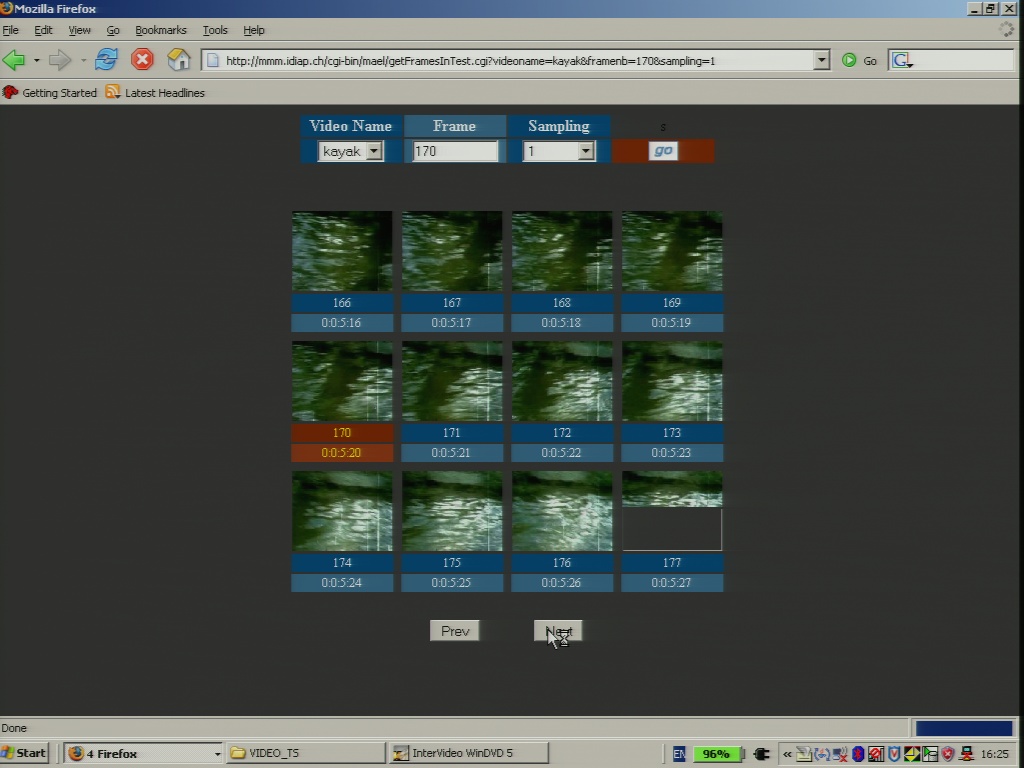 Mozilla Firefox
File Edit View Go Bookmarks Tools Help
http://mmm.idiap.ch/cgi-bin/mael/getFramesInTest.cgi?videoname=kayak&framenb=170&sampling=1 Go G
Getting Started Latest Headlines
Video Name Frame Sampling s
kayak 170 1 go
166 167 168 169
0:0:5:16 0:0:5:17 0:0:5:18 0:0:5:19
170 171 172 173
0:0:5:20 0:0:5:21 0:0:5:22 0:0:5:23
174 175 176 177
0:0:5:24 0:0:5:25 0:0:5:26 0:0:5:27
Prev Next
Done
Start 4 Firefox VIDEO_TS InterVideo WinDVD 5 EN 96% « 16:25